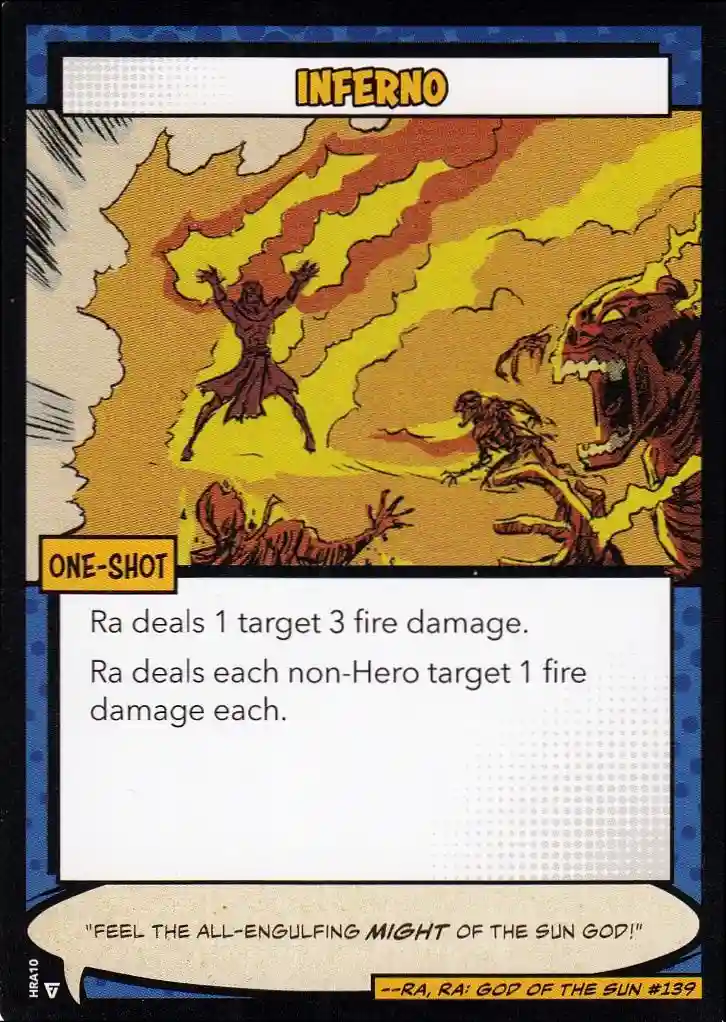 INFERNO
ONE-SHOT
Ra deals 1 target 3 fire damage.
Ra deals each non-Hero target 1 fire
damage each.
"FEEL THE ALL-ENGULFING MIGHT OF THE SUN GOD!"
--RA, RA: GOD OF THE SUN #139
HRA10